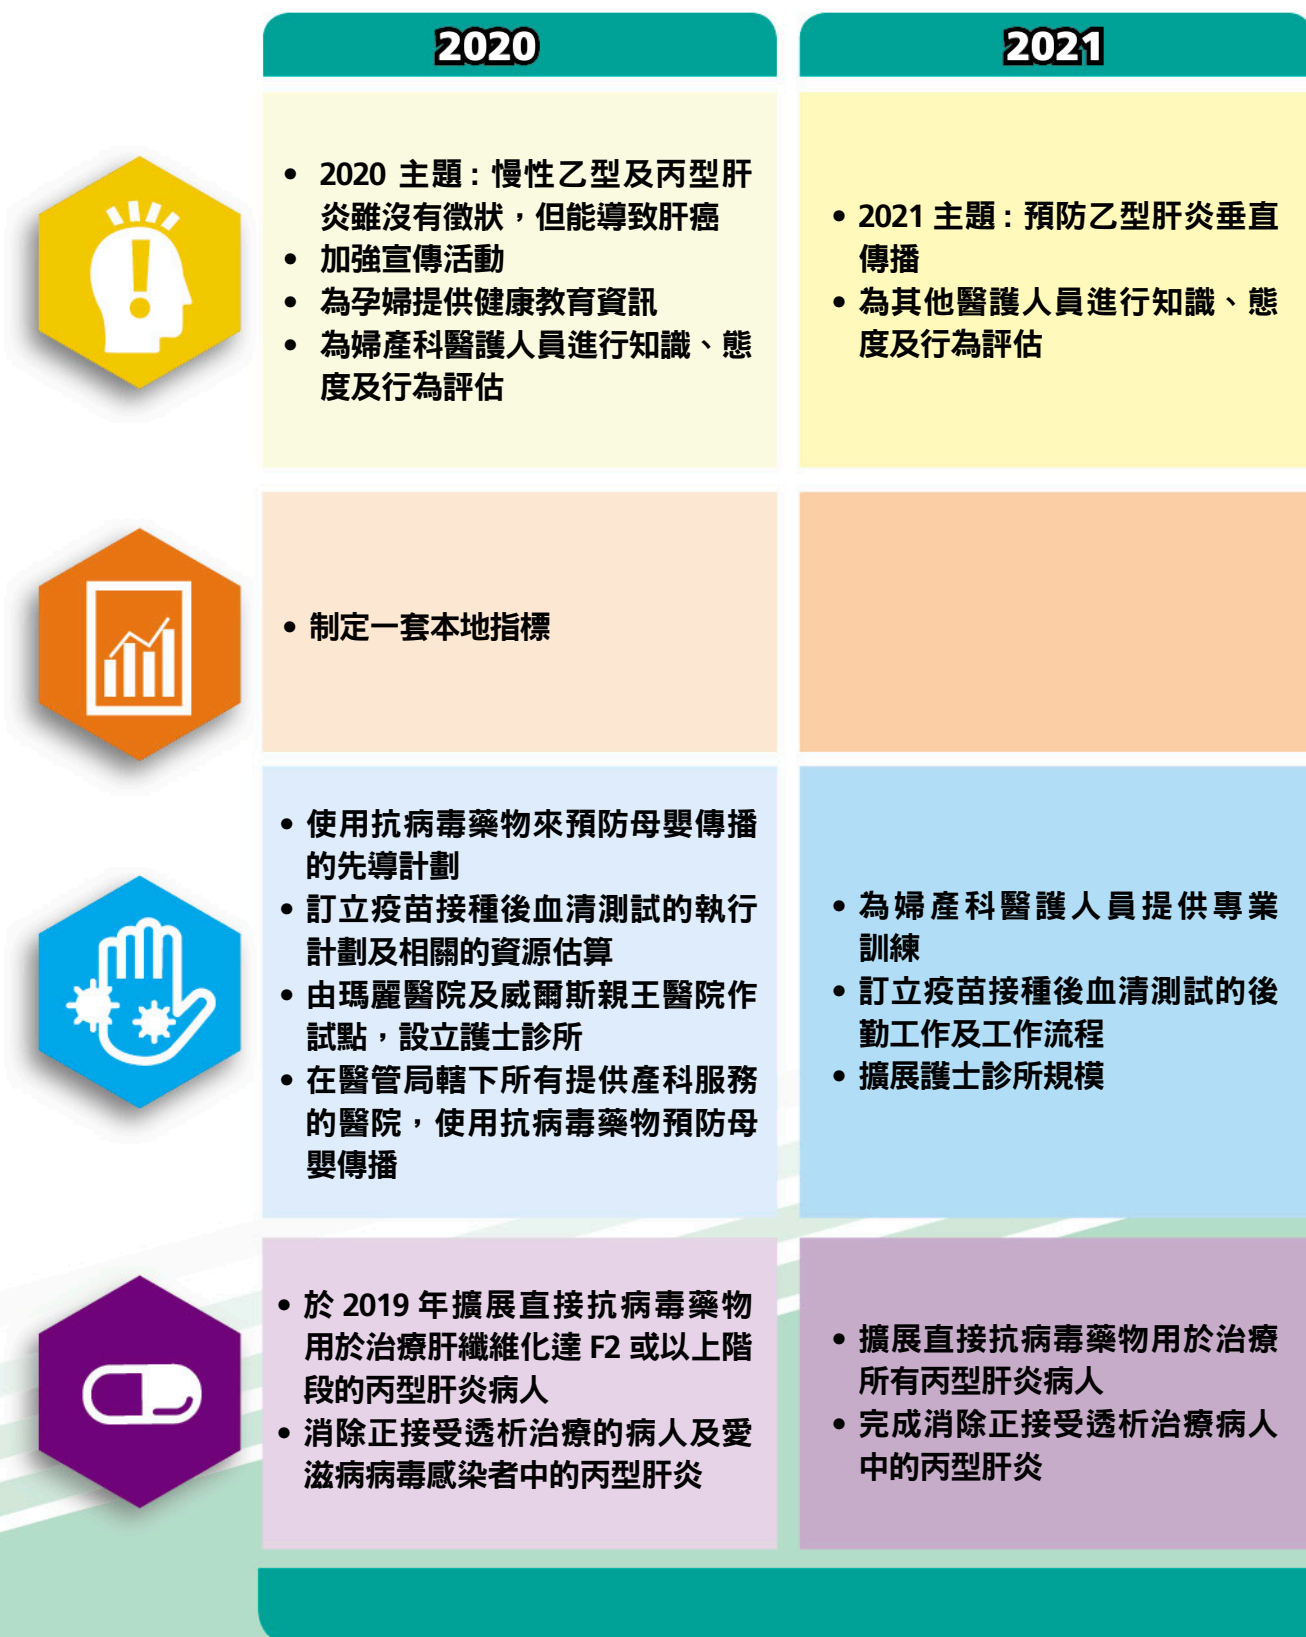 2020
2021
• 2020 主題：慢性乙型及丙型肝
炎雖沒有徵狀，但能導致肝癌
• 加強宣傳活動
• 為孕婦提供健康教育資訊
• 為婦產科醫護人員進行知識、態
度及行為評估
• 2021 主題：預防乙型肝炎垂直
傳播
• 為其他醫護人員進行知識、態
度及行為評估
• 制定一套本地指標
• 使用抗病毒藥物來預防母嬰傳播
的先導計劃
• 訂立疫苗接種後血清測試的執行
計劃及相關的資源估算
• 由瑪麗醫院及威爾斯親王醫院作
試點，設立護士診所
• 在醫管局轄下所有提供產科服務
的醫院，使用抗病毒藥物預防母
嬰傳播
• 為婦產科醫護人員提供專業
訓練
• 訂立疫苗接種後血清測試的後
勤工作及工作流程
• 擴展護士診所規模
• 於 2019 年擴展直接抗病毒藥物
用於治療肝纖維化達 F2 或以上階
段的丙型肝炎病人
• 消除正接受透析治療的病人及愛
滋病病毒感染者中的丙型肝炎
• 擴展直接抗病毒藥物用於治療
所有丙型肝炎病人
• 完成消除正接受透析治療病人
中的丙型肝炎